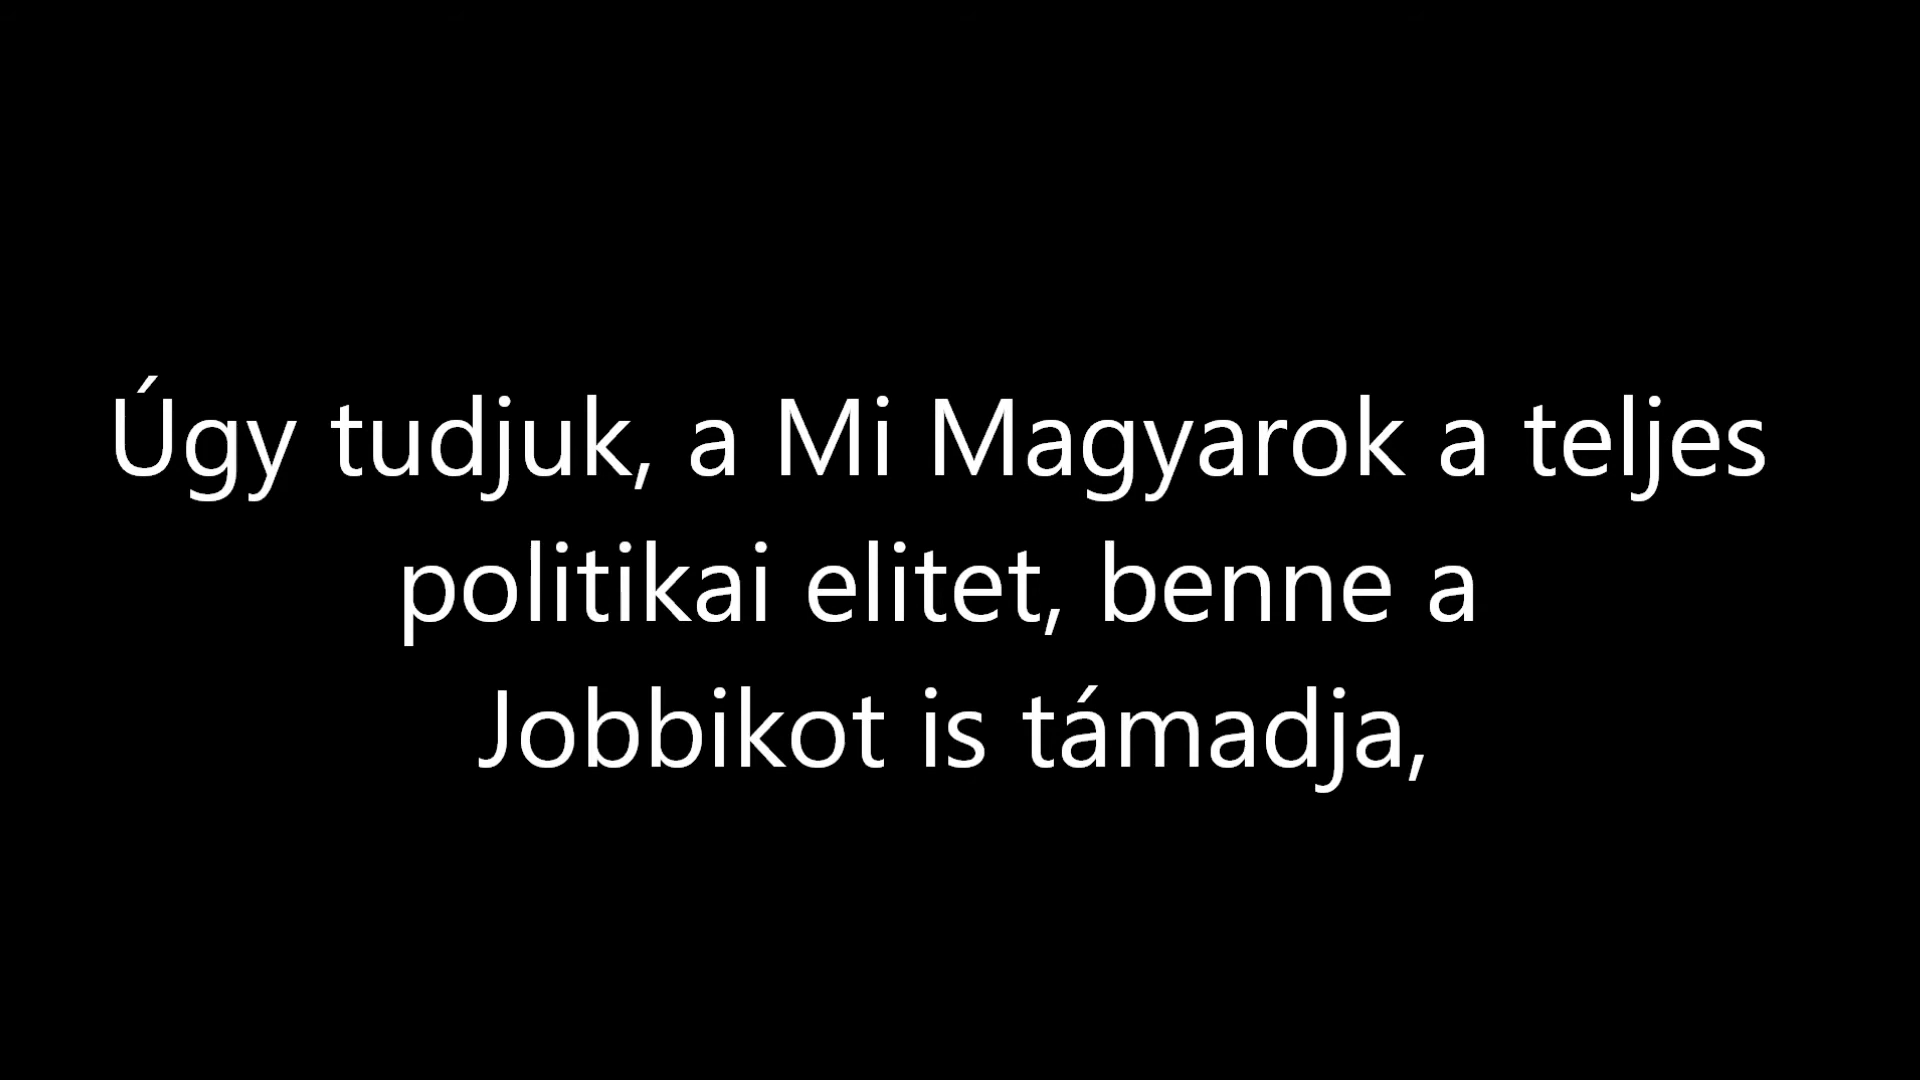 Úgy tudjuk, a Mi Magyarok a teljes
politikai elitet, benne a
Jobbikot is támadja,